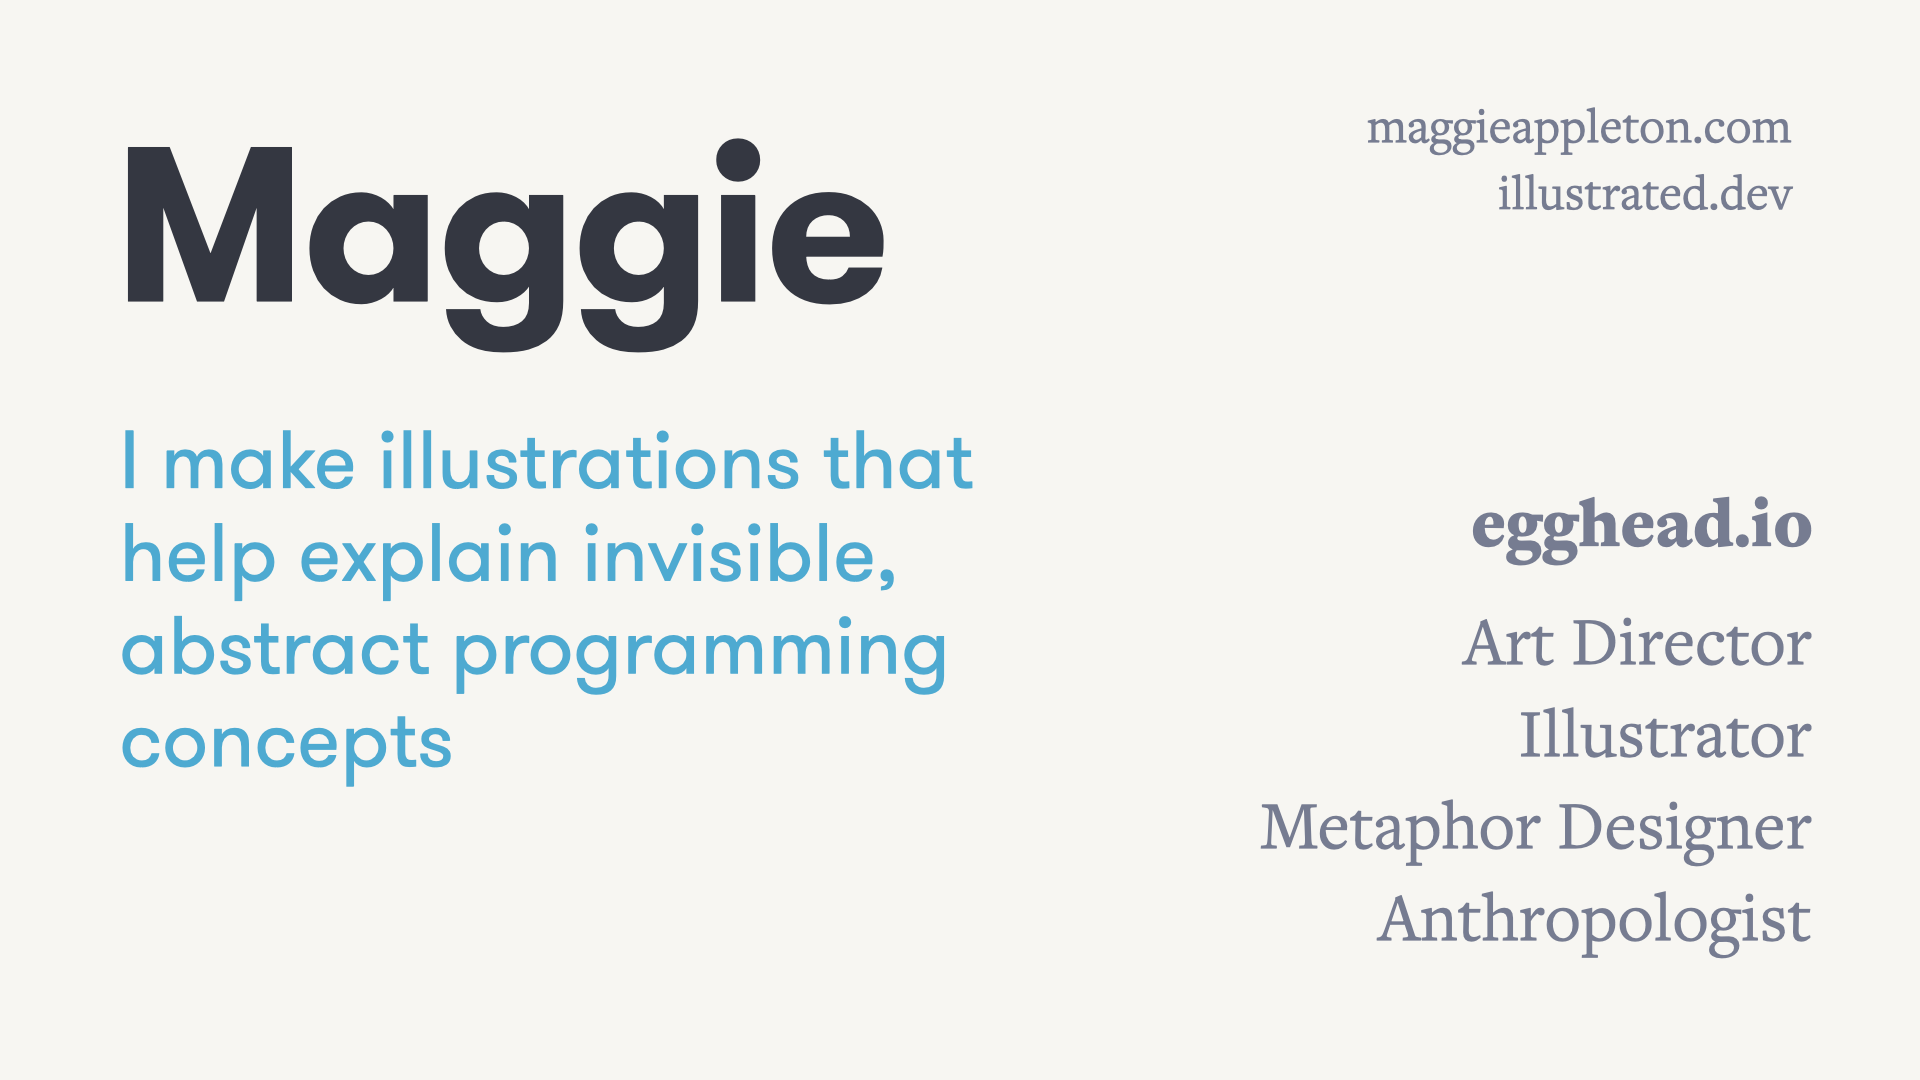 Maggie
I make illustrations that
help explain invisible,
abstract programming
concepts
maggieappleton.com
illustrated.dev
egghead.io
Art Director
Illustrator
Metaphor Designer
Anthropologist